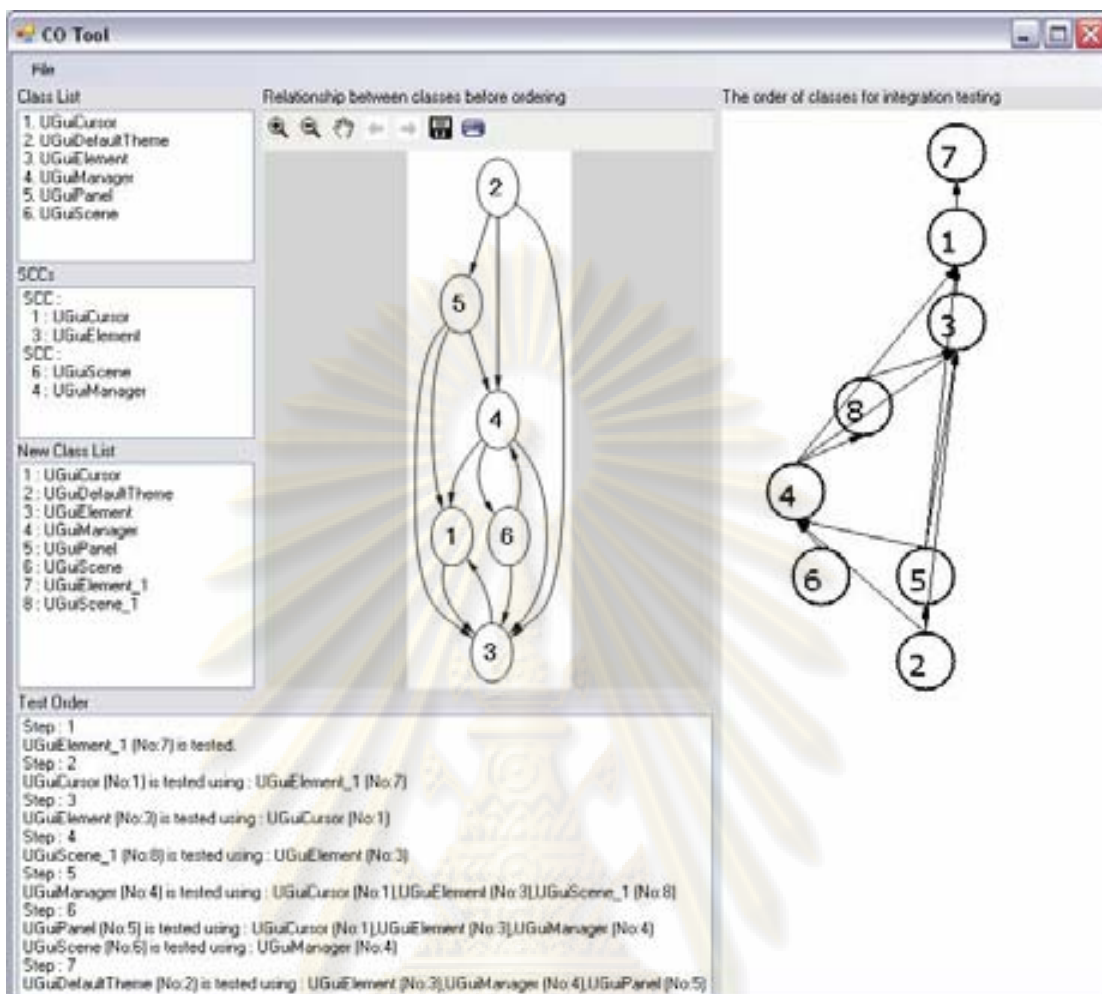 CO Tool
File
Class List
1. UGuiCursor
2. UGuiDefaultTheme
3. UGuiElement
4. UGuiManager
5. UGuiPanel
6. UGuiScene
SCCs
SCC :
1 : UGuiCursor
3 : UGuiElement
SCC :
6 : UGuiScene
4 : UGuiManager
New Class List
1 : UGuiCursor
2 : UGuiDefaultTheme
3 : UGuiElement
4 : UGuiManager
5 : UGuiPanel
6 : UGuiScene
7 : UGuiElement_1
8 : UGuiScene_1
Relationship between classes before ordering
2
5
4
1
6
3
The order of classes for integration testing
7
1
3
8
4
6
5
2
Test Order
Step : 1
UGuiElement_1 (No:7) is tested.
Step : 2
UGuiCursor (No:1) is tested using : UGuiElement_1 (No:7)
Step : 3
UGuiElement (No:3) is tested using : UGuiCursor (No:1)
Step : 4
UGuiScene_1 (No:8) is tested using : UGuiElement (No:3)
Step : 5
UGuiManager (No:4) is tested using : UGuiCursor (No:1),UGuiElement (No:3),UGuiScene_1 (No:8)
Step : 6
UGuiPanel (No:5) is tested using : UGuiCursor (No:1),UGuiElement (No:3),UGuiManager (No:4)
UGuiScene (No:6) is tested using : UGuiManager (No:4)
Step : 7
UGuiDefaultTheme (No:2) is tested using : UGuiElement (No:3),UGuiManager (No:4),UGuiPanel (No:5)